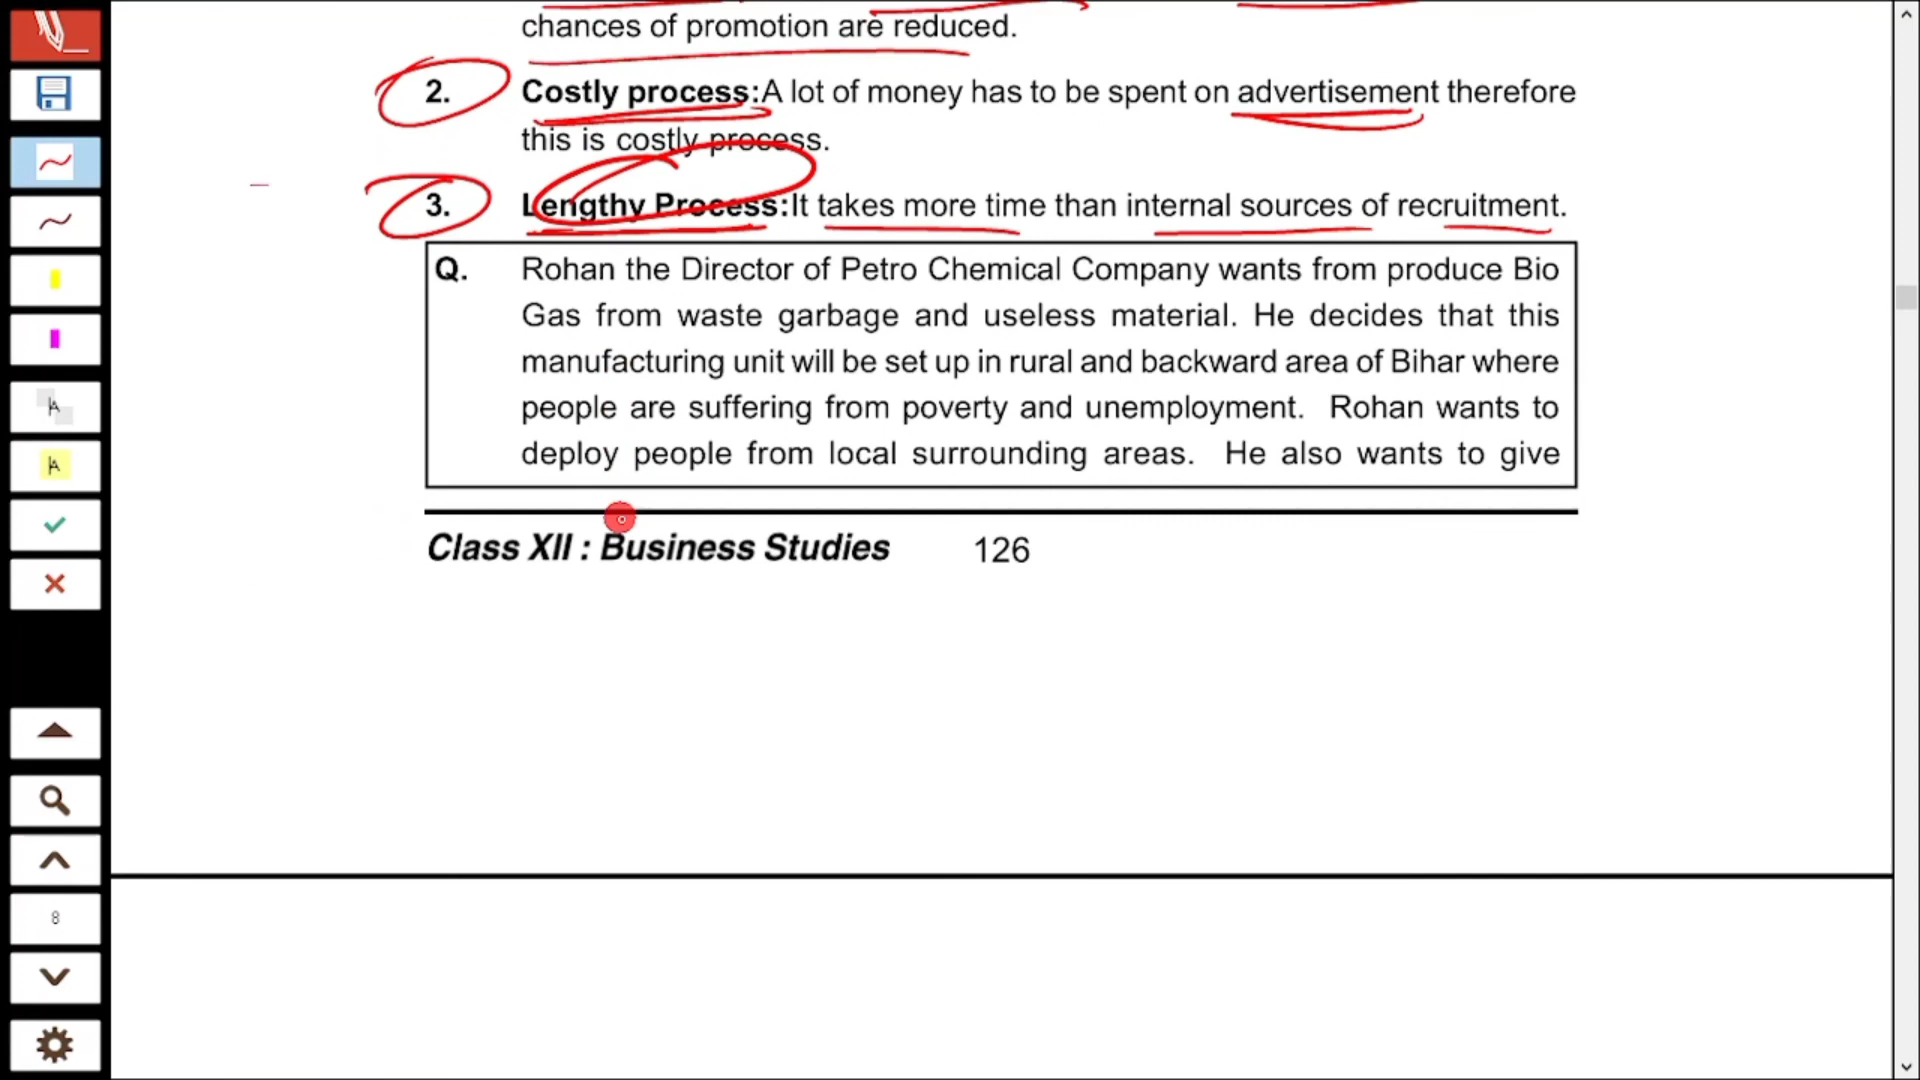 chances of promotion are reduced.
2. Costly process:A lot of money has to be spent on advertisement therefore
this is costly process.
3. Lengthy Process:It takes more time than internal sources of recruitment.
Q. Rohan the Director of Petro Chemical Company wants from produce Bio
Gas from waste garbage and useless material. He decides that this
manufacturing unit will be set up in rural and backward area of Bihar where
people are suffering from poverty and unemployment. Rohan wants to
deploy people from local surrounding areas. He also wants to give
Class XII : Business Studies 126
A
A
8